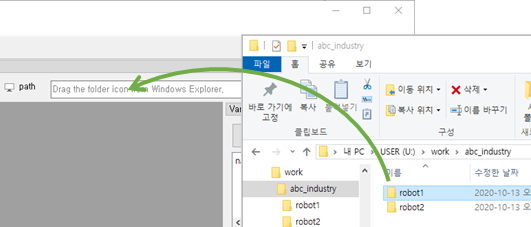 abc_industry
파일
홈
공유
보기
path
Drag the folder icon from Windows Explorer,
바로 가기에
고정
복사
붙여넣기
클립보드
이동 위치
삭제
복사 위치
이름 바꾸기
구성
새로
내 PC
USER (U:)
work
abc_industry
work
abc_industry
robot1
robot2
이름
수정한 날짜
robot1
2020-10-13 오
robot2
2020-10-13 오